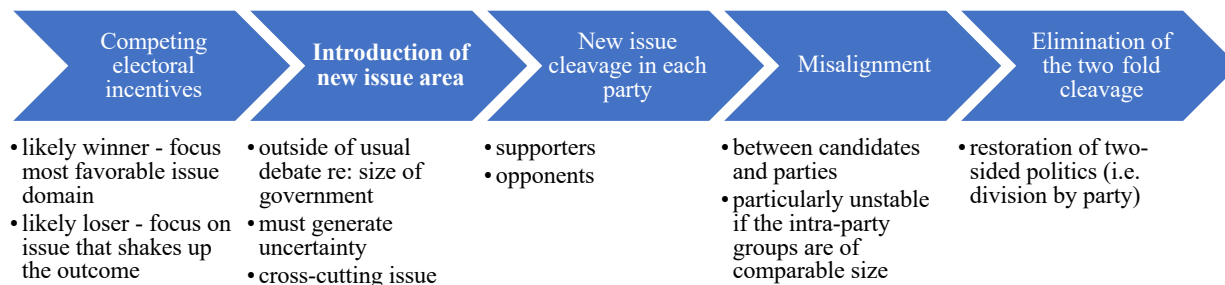 Competing
electoral
incentives
Introduction of
new issue area
New issue
cleavage in each
party
Misalignment
Elimination of
the two fold
cleavage
• likely winner - focus
most favorable issue
domain
• likely loser - focus on
issue that shakes up
the outcome
• outside of usual
debate re: size of
government
• must generate
uncertainty
• cross-cutting issue
• supporters
• opponents
• between candidates
and parties
• particularly unstable
if the intra-party
groups are of
comparable size
• restoration of two-
sided politics (i.e.
division by party)